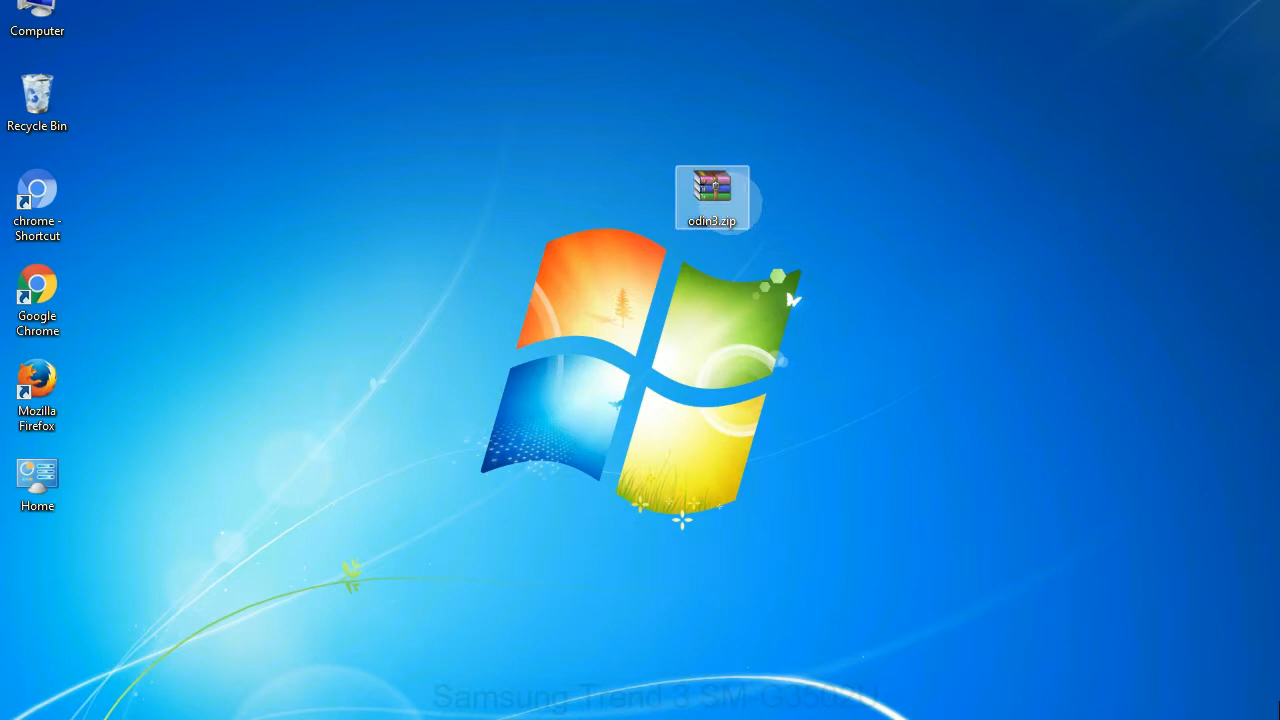 Computer
Recycle Bin
odin3.zip
chrome -
Shortcut
Google
Chrome
Mozilla
Firefox
Home
Samsung Trend 3 SM-G3502U